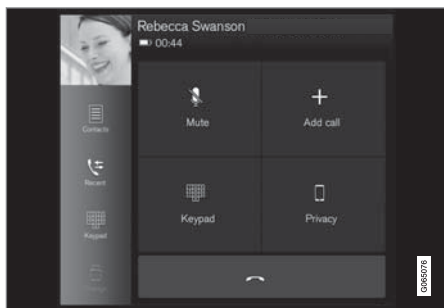 Rebecca Swanson
00:44
Contacts
Recent
Keypad
Mute
Add call
Keypad
Privacy
G065076